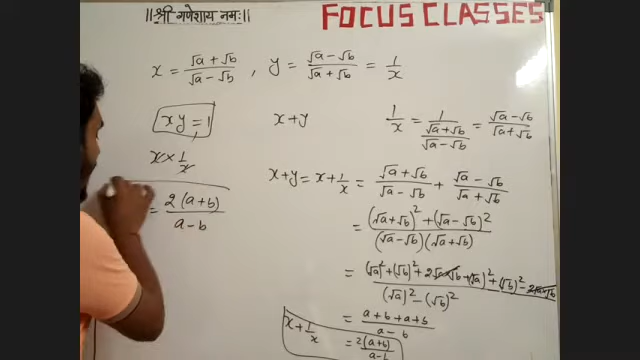 ||श्री गणेशाय नमः||
FOCUS CLASSES
x = √a + √b / √a - √b , y = √a - √b / √a + √b = 1/x
xy = 1
x + y
1/x = 1 / (√a + √b / √a - √b) = √a - √b / √a + √b
x × 1/x
x + y = x + 1/x = √a + √b / √a - √b + √a - √b / √a + √b
= 2(a+b) / a - b
= (√a + √b)² + (√a - √b)² / (√a - √b)(√a + √b)
= (√a)² + (√b)² + 2√a√b + (√a)² + (√b)² - 2√a√b / (√a)² - (√b)²
= a + b + a + b / a - b
x + 1/x = 2(a+b) / a - b